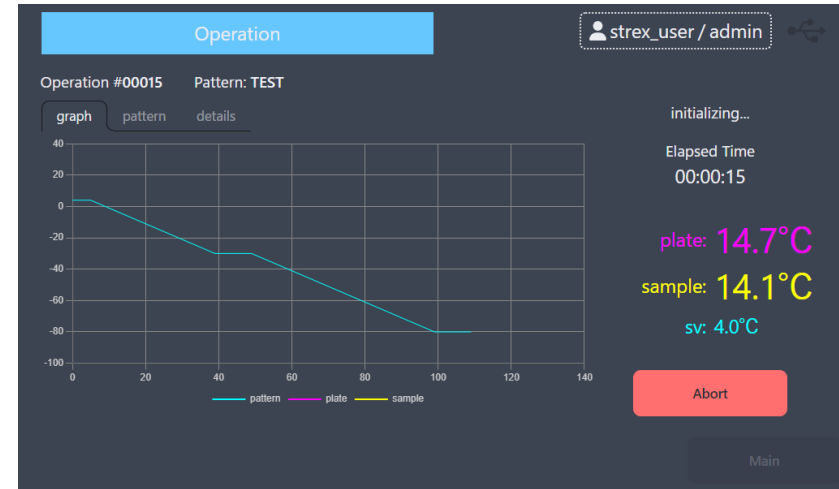 Operation
strex_user / admin
Operation #00015 Pattern: TEST
graph pattern details
initializing...
Elapsed Time
00:00:15
plate: 14.7°C
sample: 14.1°C
sv: 4.0°C
40
20
0
-20
-40
-60
-80
-100
0 20 40 60 80 100 120 140
pattern plate sample
Abort
Main